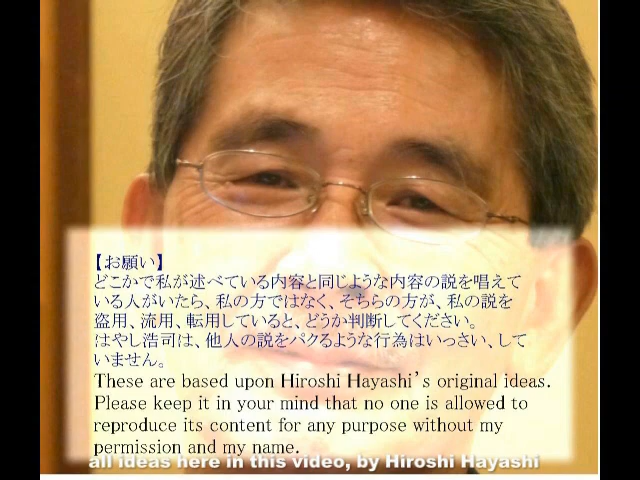 【お願い】
どこかで私が述べている内容と同じような内容の説を唱えて
いる人がいたら、私の方ではなく、そちらの方が、私の説を
盗用、流用、転用していると、どうか判断してください。
はやし浩司は、他人の説をパクるような行為はいっさい、して
いません。
These are based upon Hiroshi Hayashi's original ideas.
Please keep it in your mind that no one is allowed to
reproduce its content for any purpose without my
permission and my name.
all ideas here in this video, by Hiroshi Hayashi